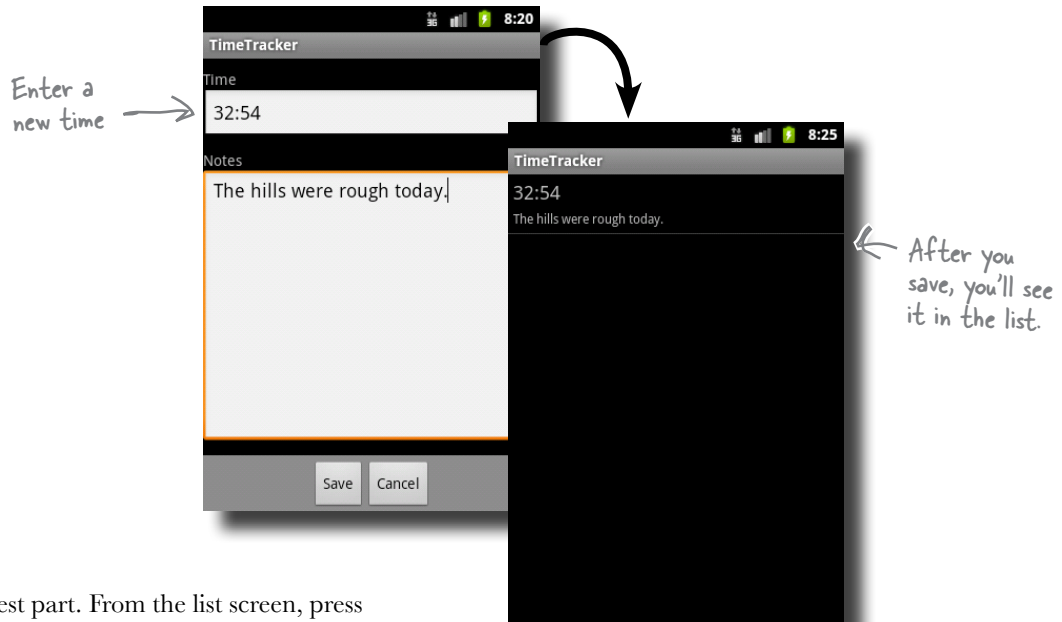 3G 8:20
TimeTracker
Time
32:54
Notes
The hills were rough today.
Save Cancel
Enter a
new time
3G 8:25
TimeTracker
32:54
The hills were rough today.
After you
save, you'll see
it in the list.
est part. From the list screen, press